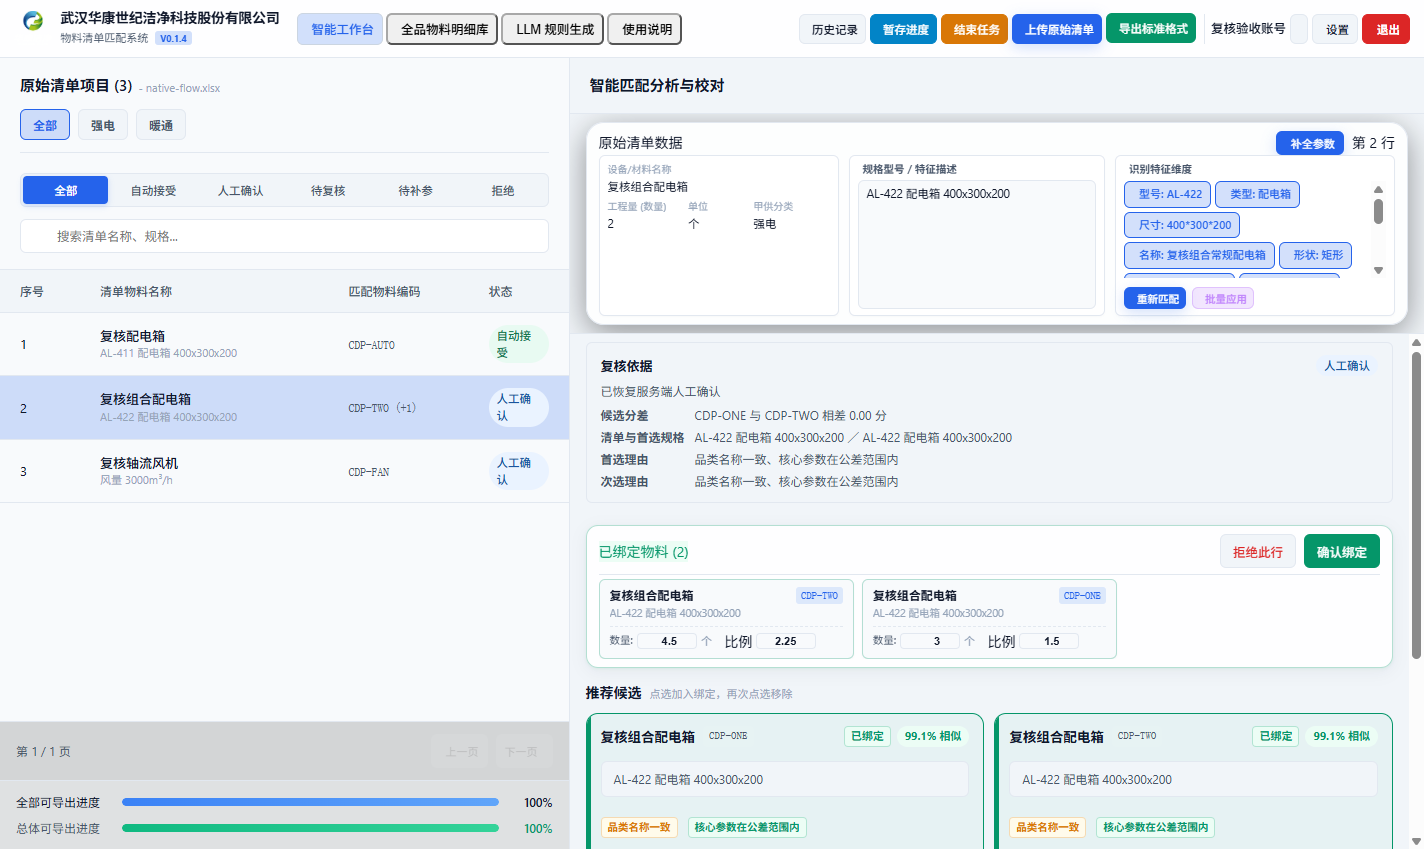 武汉华康世纪洁净科技股份有限公司
物料清单匹配系统 V0.1.4
智能工作台 全品物料明细库 LLM 规则生成 使用说明
历史记录 暂存进度 结束任务 上传原始清单 导出标准格式 复核验收账号 设置 退出
原始清单项目 (3) - native-flow.xlsx
全部 强电 暖通
全部 自动接受 人工确认 待复核 待补参 拒绝
搜索清单名称、规格...
序号 清单物料名称 匹配物料编码 状态
1 复核配电箱 CDP-AUTO 自动接受
AL-411 配电箱 400x300x200
2 复核组合配电箱 CDP-TWO (+1) 人工确认
AL-422 配电箱 400x300x200
3 复核轴流风机 CDP-FAN 人工确认
风量 3000m³/h
第 1 / 1 页 上一页 下一页
全部可导出进度 100%
总体可导出进度 100%
智能匹配分析与校对
原始清单数据 补全参数 第 2 行
设备/材料名称
复核组合配电箱
工程量 (数量) 单位 甲供分类
2 个 强电
规格型号 / 特征描述
AL-422 配电箱 400x300x200
识别特征维度
型号: AL-422 类型: 配电箱
尺寸: 400*300*200
名称: 复核组合常规配电箱 形状: 矩形
重新匹配 批量应用
复核依据 人工确认
已恢复服务端人工确认
候选分差 CDP-ONE 与 CDP-TWO 相差 0.00 分
清单与首选规格 AL-422 配电箱 400x300x200 ／ AL-422 配电箱 400x300x200
首选理由 品类名称一致、核心参数在公差范围内
次选理由 品类名称一致、核心参数在公差范围内
已绑定物料 (2) 拒绝此行 确认绑定
复核组合配电箱 CDP-TWO
AL-422 配电箱 400x300x200
数量: 4.5 个 比例 2.25
复核组合配电箱 CDP-ONE
AL-422 配电箱 400x300x200
数量: 3 个 比例 1.5
推荐候选 点选加入绑定，再次点选移除
复核组合配电箱 CDP-ONE 已绑定 99.1% 相似
AL-422 配电箱 400x300x200
品类名称一致 核心参数在公差范围内
复核组合配电箱 CDP-TWO 已绑定 99.1% 相似
AL-422 配电箱 400x300x200
品类名称一致 核心参数在公差范围内